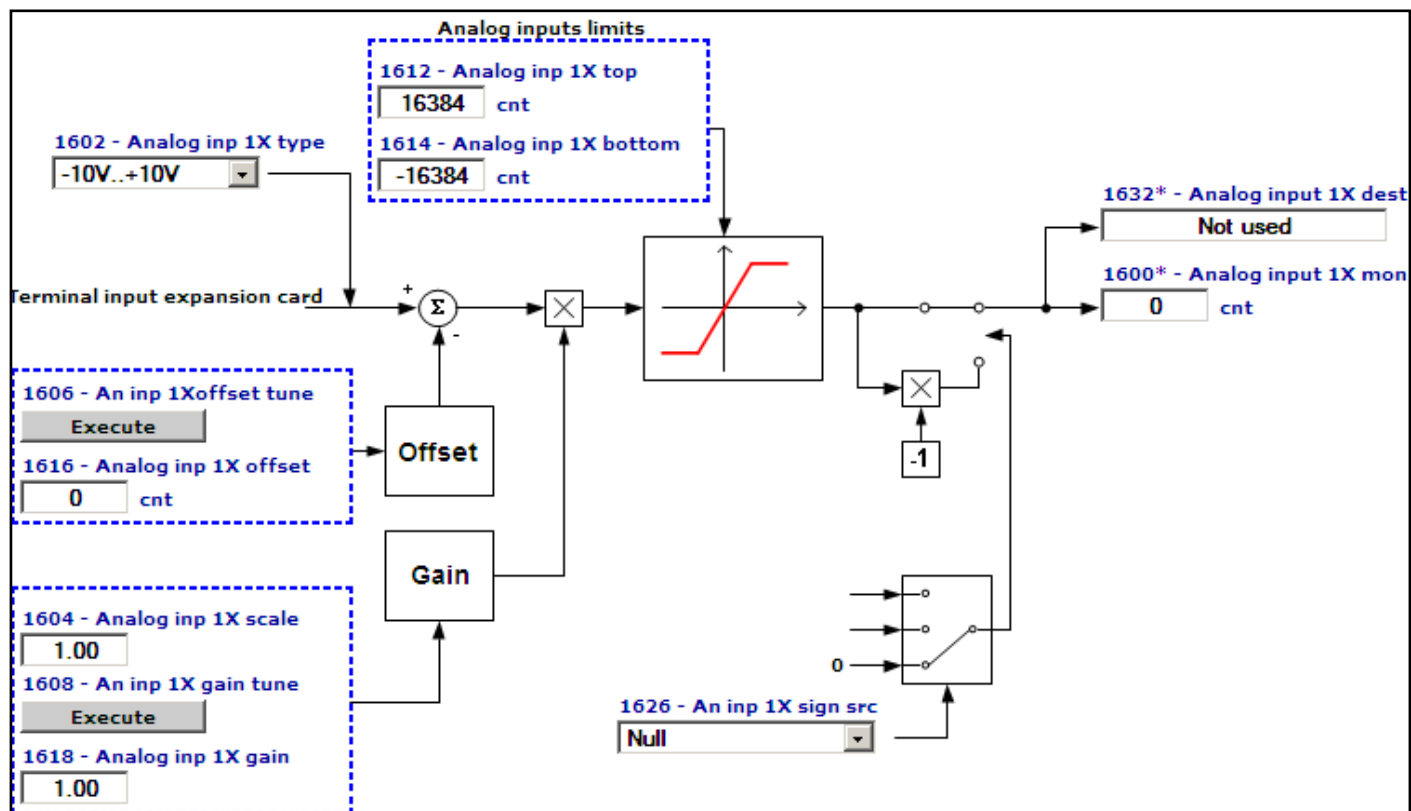 Analog inputs limits
1612 - Analog inp 1X top
16384 cnt
1614 - Analog inp 1X bottom
-16384 cnt
1602 - Analog inp 1X type
-10V..+10V
1632* - Analog input 1X dest
Not used
1600* - Analog input 1X mon
0 cnt
Terminal input expansion card
+
Σ
-
1606 - An inp 1Xoffset tune
Execute
1616 - Analog inp 1X offset
0 cnt
Offset
-1
Gain
1604 - Analog inp 1X scale
1.00
1608 - An inp 1X gain tune
Execute
1618 - Analog inp 1X gain
1.00
0
1626 - An inp 1X sign src
Null